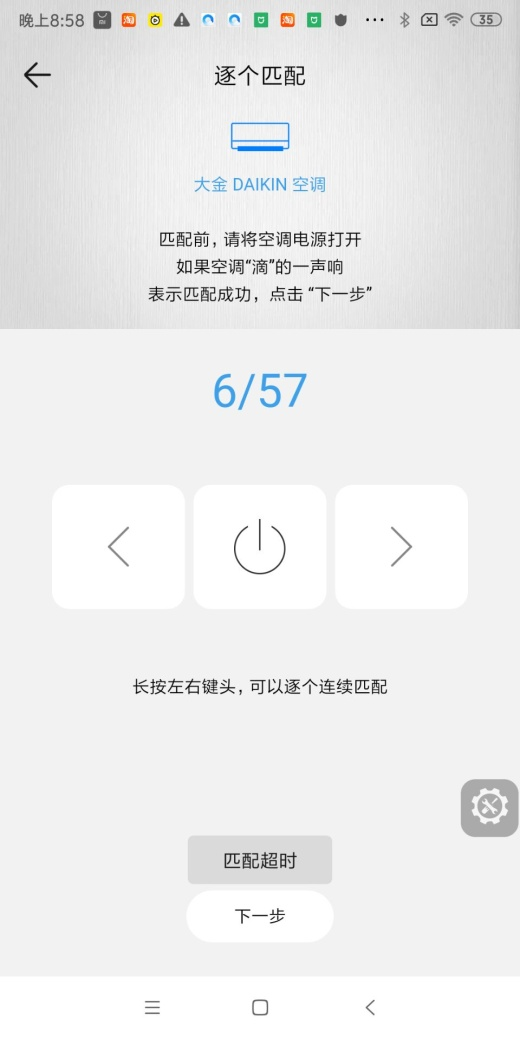 晚上8:58
35
逐个匹配
大金 DAIKIN 空调
匹配前，请将空调电源打开
如果空调“滴”的一声响
表示匹配成功，点击 “下一步”
6/57
长按左右键头，可以逐个连续匹配
匹配超时
下一步